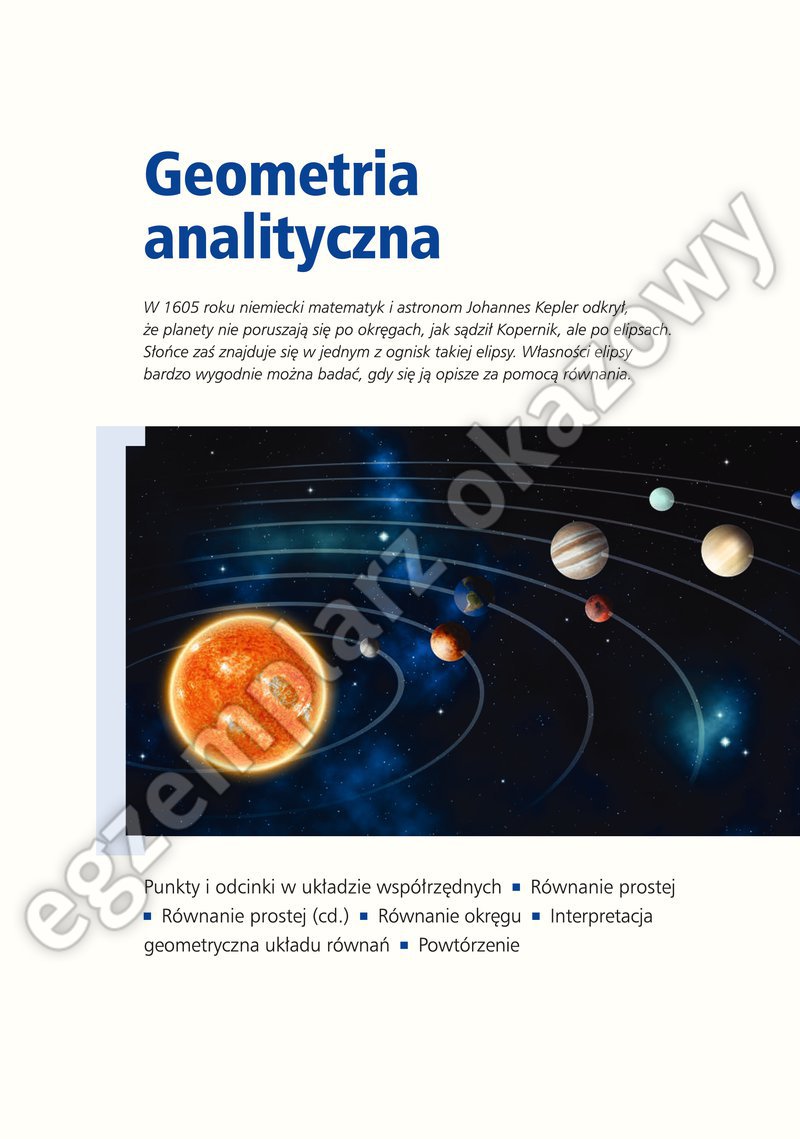 Geometria
analityczna
W 1605 roku niemiecki matematyk i astronom Johannes Kepler odkrył,
że planety nie poruszają się po okręgach, jak sądził Kopernik, ale po elipsach.
Słońce zaś znajduje się w jednym z ognisk takiej elipsy. Własności elipsy
bardzo wygodnie można badać, gdy się ją opisze za pomocą równania.
egzemplarz okazowy
Punkty i odcinki w układzie współrzędnych ▪ Równanie prostej
▪ Równanie prostej (cd.) ▪ Równanie okręgu ▪ Interpretacja
geometryczna układu równań ▪ Powtórzenie